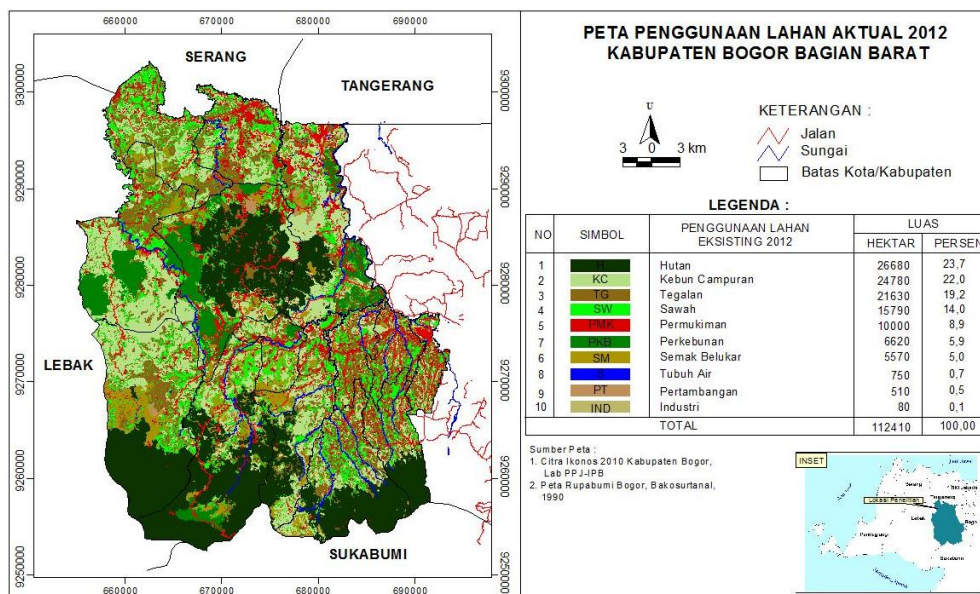 PETA PENGGUNAAN LAHAN AKTUAL 2012
KABUPATEN BOGOR BAGIAN BARAT
660000 670000 680000 690000
SERANG
TANGERANG
LEBAK
SUKABUMI
9300000
9290000
9280000
9270000
9260000
9250000
9300000
9290000
9280000
9270000
9260000
9250000
660000 670000 680000 690000
U
3 0 3 km
KETERANGAN :
Jalan
Sungai
Batas Kota/Kabupaten
LEGENDA :
NO SIMBOL PENGGUNAAN LAHAN EKSISTING 2012 LUAS
HEKTAR PERSEN
1 H Hutan 26680 23,7
2 KC Kebun Campuran 24780 22,0
3 TG Tegalan 21630 19,2
4 SW Sawah 15790 14,0
5 PMK Permukiman 10000 8,9
7 PKB Perkebunan 6620 5,9
6 SM Semak Belukar 5570 5,0
8 Tubuh Air 750 0,7
9 PT Pertambangan 510 0,5
10 IND Industri 80 0,1
TOTAL 112410 100,00
Sumber Peta :
1. Citra Ikonos 2010 Kabupaten Bogor,
Lab PPJ-IPB
2. Peta Rupabumi Bogor, Bakosurtanal,
1990
INSET
Serang
Tangerang
Lokasi Penelitian
Lebak
Pandeglang
Sukabumi